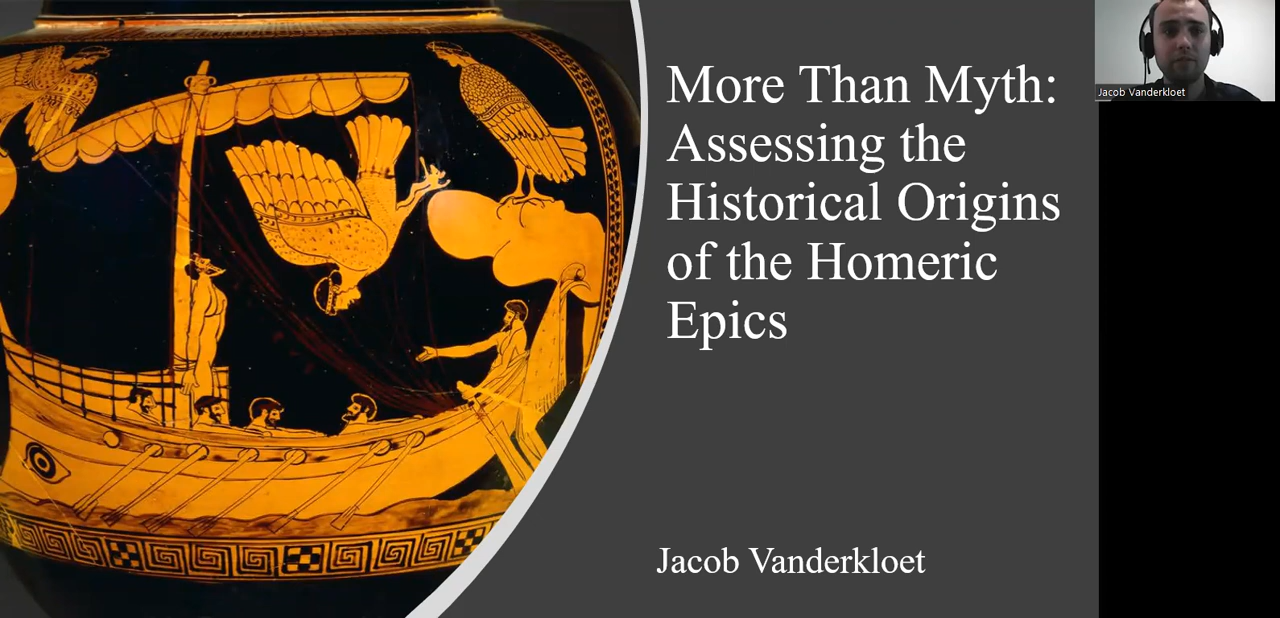 More Than Myth:
Assessing the
Historical Origins
of the Homeric
Epics
Jacob Vanderkloet
Jacob Vanderkloet